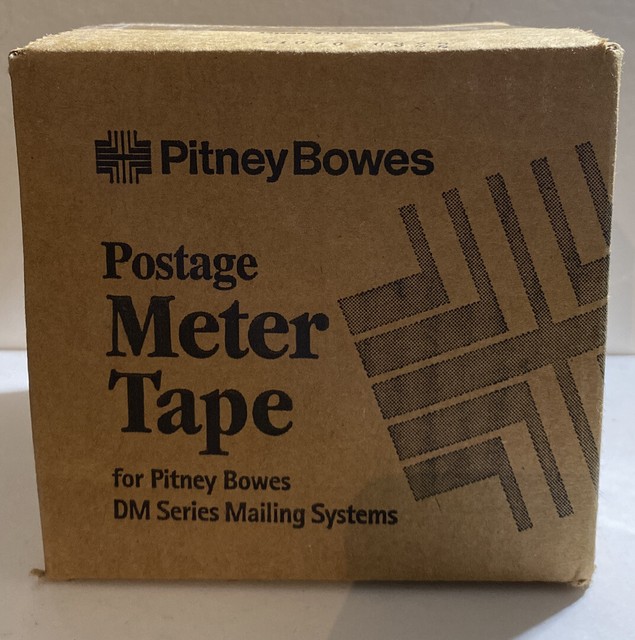 Pitney Bowes
Postage
Meter
Tape
for Pitney Bowes
DM Series Mailing Systems